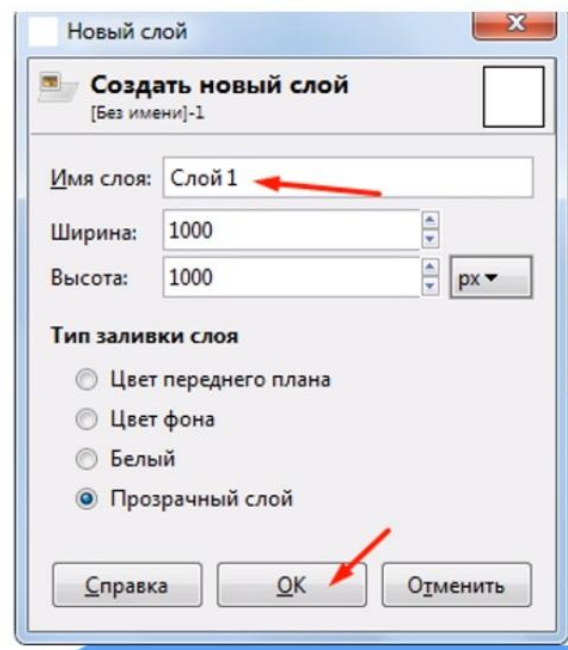 Новый слой
Создать новый слой
[Без имени]-1
Имя слоя: Слой 1
Ширина: 1000
Высота: 1000 px
Тип заливки слоя
Цвет переднего плана
Цвет фона
Белый
Прозрачный слой
Справка OK Отменить